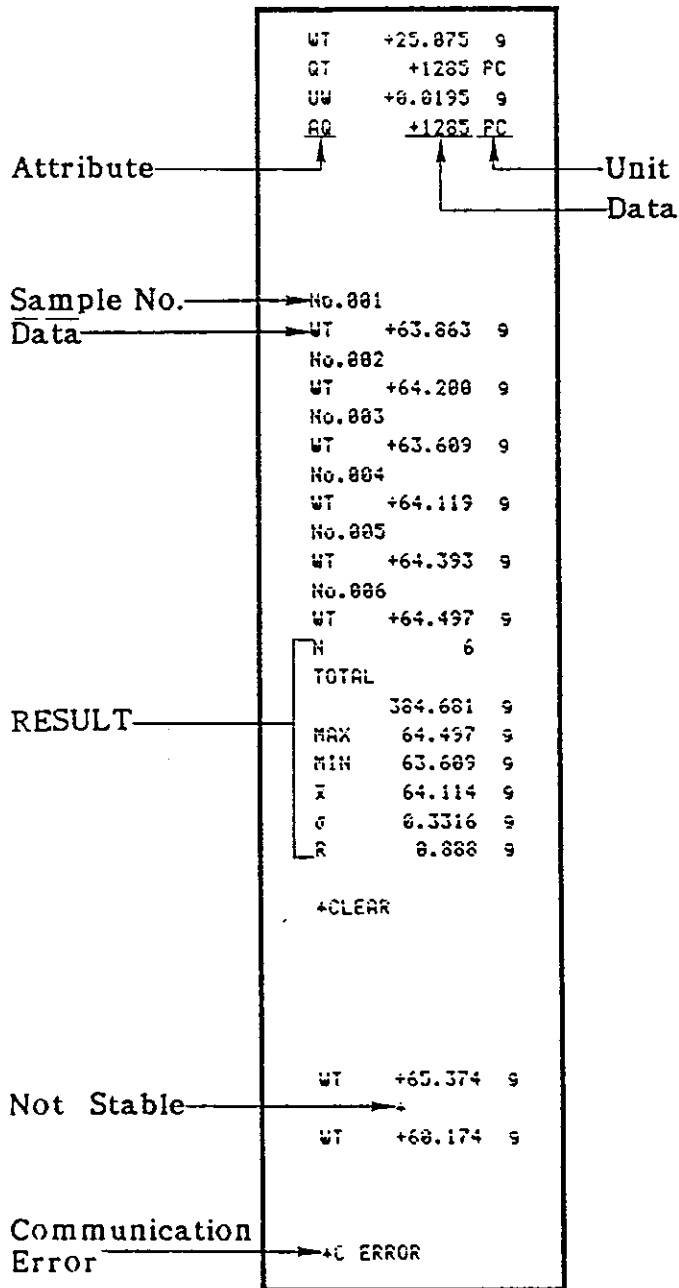 WT +25.075 g
QT +1285 PC
UW +0.0195 g
AQ +1285 PC
Attribute
Unit
Data
Sample No.
No.001
Data
WT +63.863 g
No.002
WT +64.200 g
No.003
WT +63.609 g
No.004
WT +64.119 g
No.005
WT +64.393 g
No.006
WT +64.497 g
N 6
TOTAL
384.681 g
RESULT
MAX 64.497 g
MIN 63.609 g
x̄ 64.114 g
σ 0.3316 g
R 0.888 g
*CLEAR
WT +65.374 g
Not Stable
*
WT +60.174 g
Communication
Error
*C ERROR